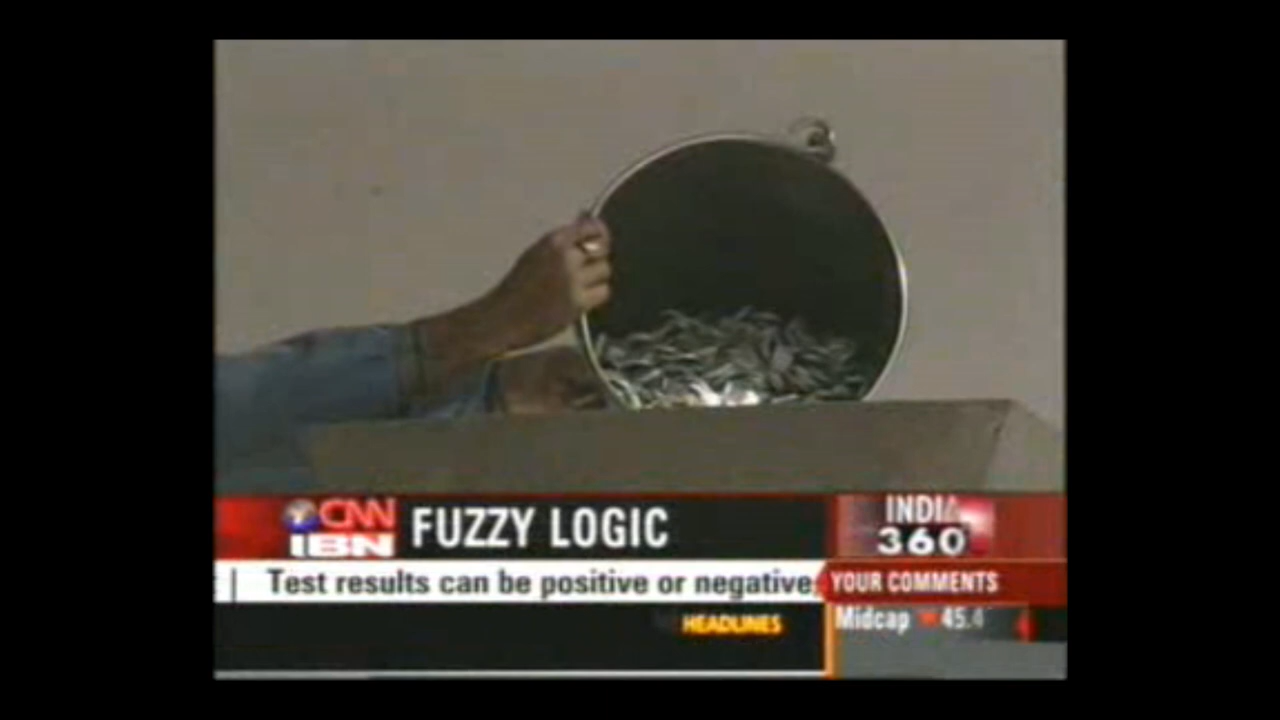 CNN IBN
FUZZY LOGIC
INDIA 360
Test results can be positive or negative
YOUR COMMENTS
HEADLINES
Midcap 45.4